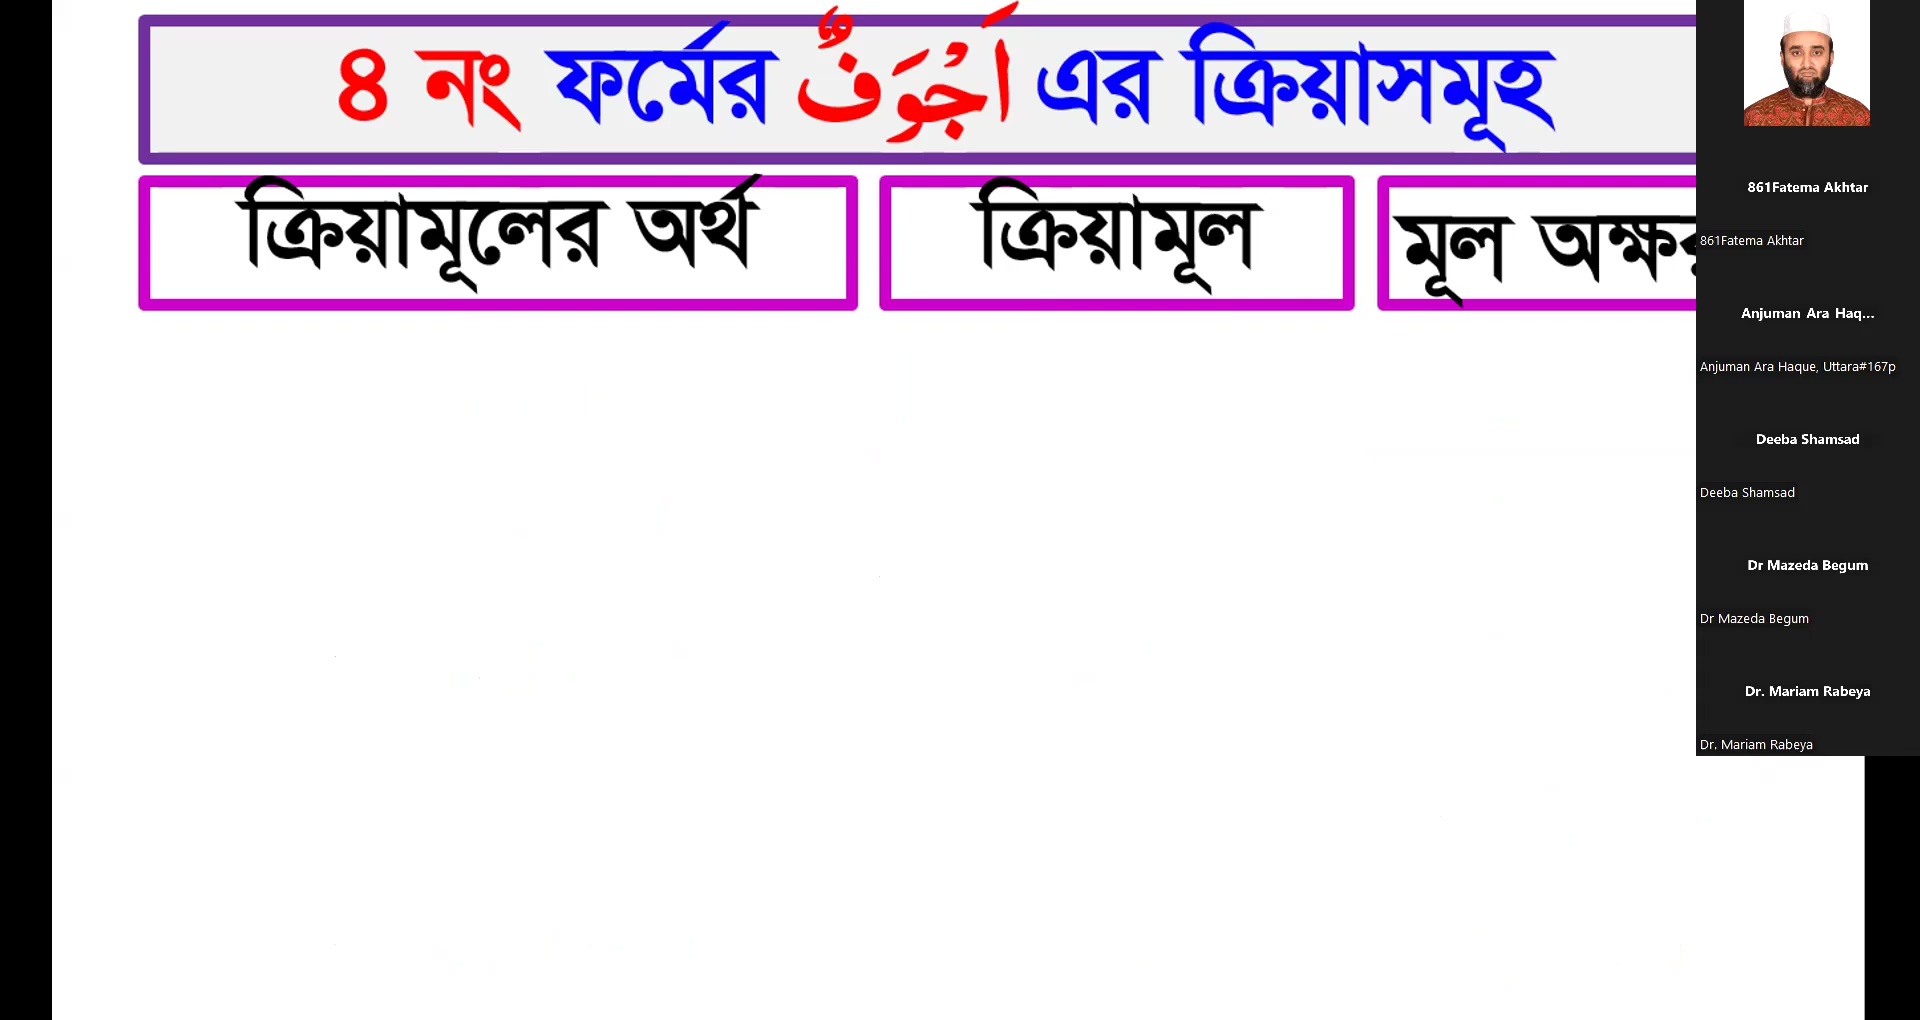 ৪ নং ফর্মের اَجْوَفٌ এর ক্রিয়াসমূহ
ক্রিয়ামূলের অর্থ
ক্রিয়ামূল
মূল
861Fatema Akhtar
861Fatema Akhtar
Anjuman Ara Haq...
Anjuman Ara Haque, Uttara#167p
Deeba Shamsad
Deeba Shamsad
Dr Mazeda Begum
Dr Mazeda Begum
Dr. Mariam Rabeya
Dr. Mariam Rabeya